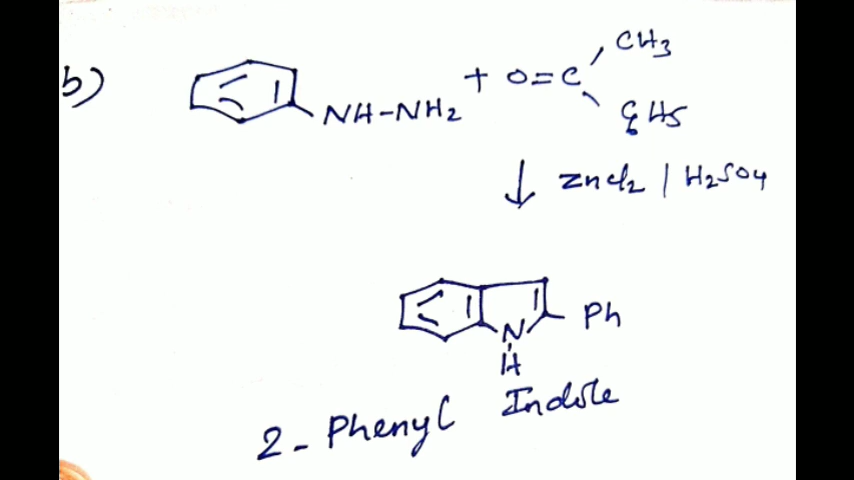 b)
NH-NH2 + O=C
CH3
C6H5
↓ ZnCl2 / H2SO4
N
H
Ph
2-Phenyl Indole